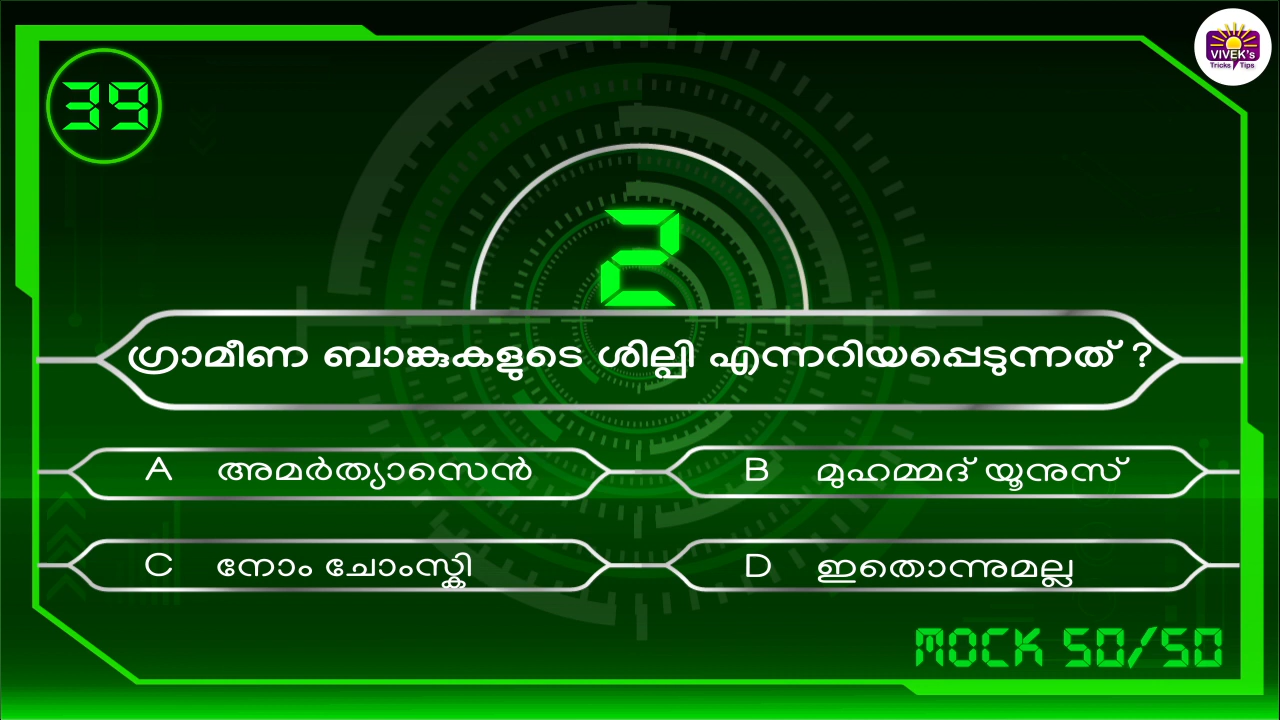 39
VIVEK's
Tricks Tips
2
ഗ്രാമീണ ബാങ്കുകളുടെ ശില്പി എന്നറിയപ്പെടുന്നത് ?
A അമർത്യാസെൻ
B മുഹമ്മദ് യൂനുസ്
C നോം ചോംസ്കി
D ഇതൊന്നുമല്ല
MOCK 50/50